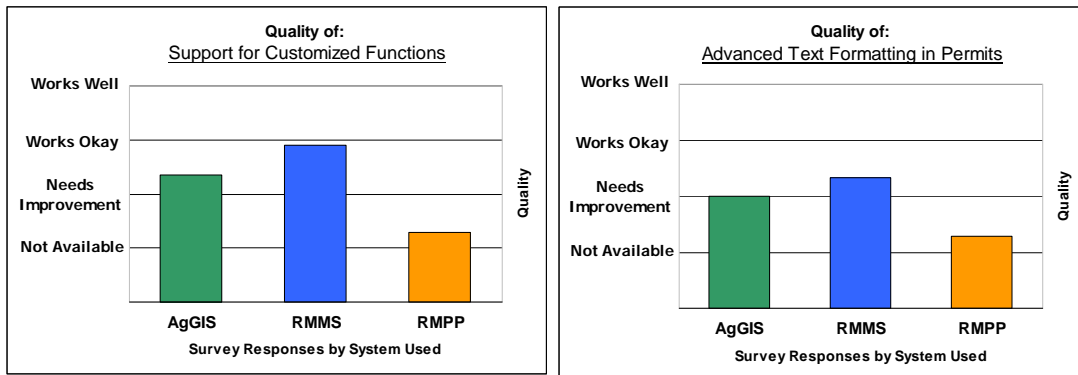 Quality of:
Support for Customized Functions
Works Well
Works Okay
Needs
Improvement
Not Available
Quality
AgGIS RMMS RMPP
Survey Responses by System Used
Quality of:
Advanced Text Formatting in Permits
Works Well
Works Okay
Needs
Improvement
Not Available
Quality
AgGIS RMMS RMPP
Survey Responses by System Used